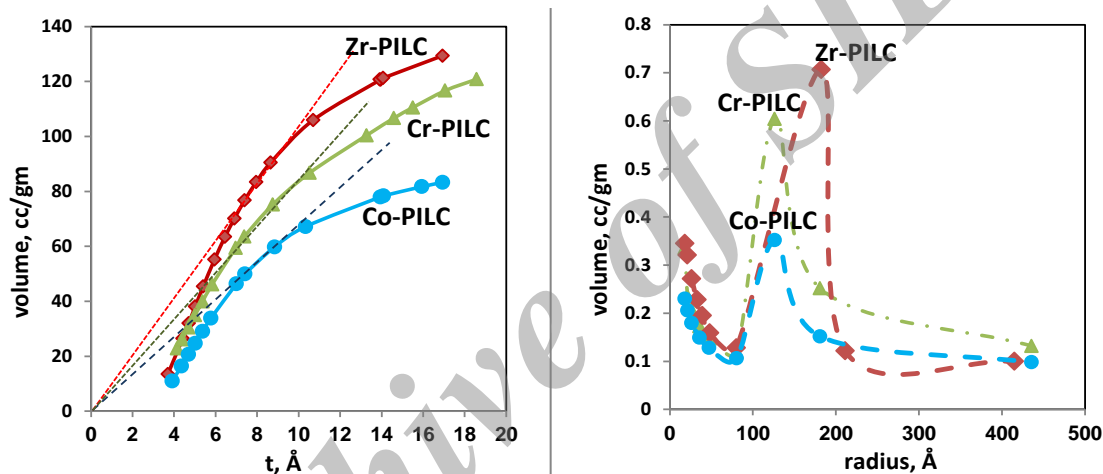 140
120
100
80
60
40
20
0
0 2 4 6 8 10 12 14 16 18 20
volume, cc/gm
t, Å
Zr-PILC
Cr-PILC
Co-PILC
0.8
0.7
0.6
0.5
0.4
0.3
0.2
0.1
0
0 100 200 300 400 500
volume, cc/gm
radius, Å
Zr-PILC
Cr-PILC
Co-PILC
hive of SI